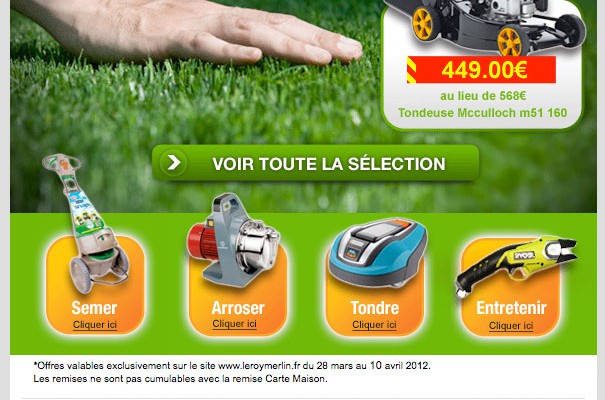 449.00€
au lieu de 568€
Tondeuse Mcculloch m51 160
VOIR TOUTE LA SÉLECTION
Semer
Cliquer ici
Arroser
Cliquer ici
Tondre
Cliquer ici
RYOBI
Entretenir
Cliquer ici
*Offres valables exclusivement sur le site www.leroymerlin.fr du 28 mars au 10 avril 2012.
Les remises ne sont pas cumulables avec la remise Carte Maison.